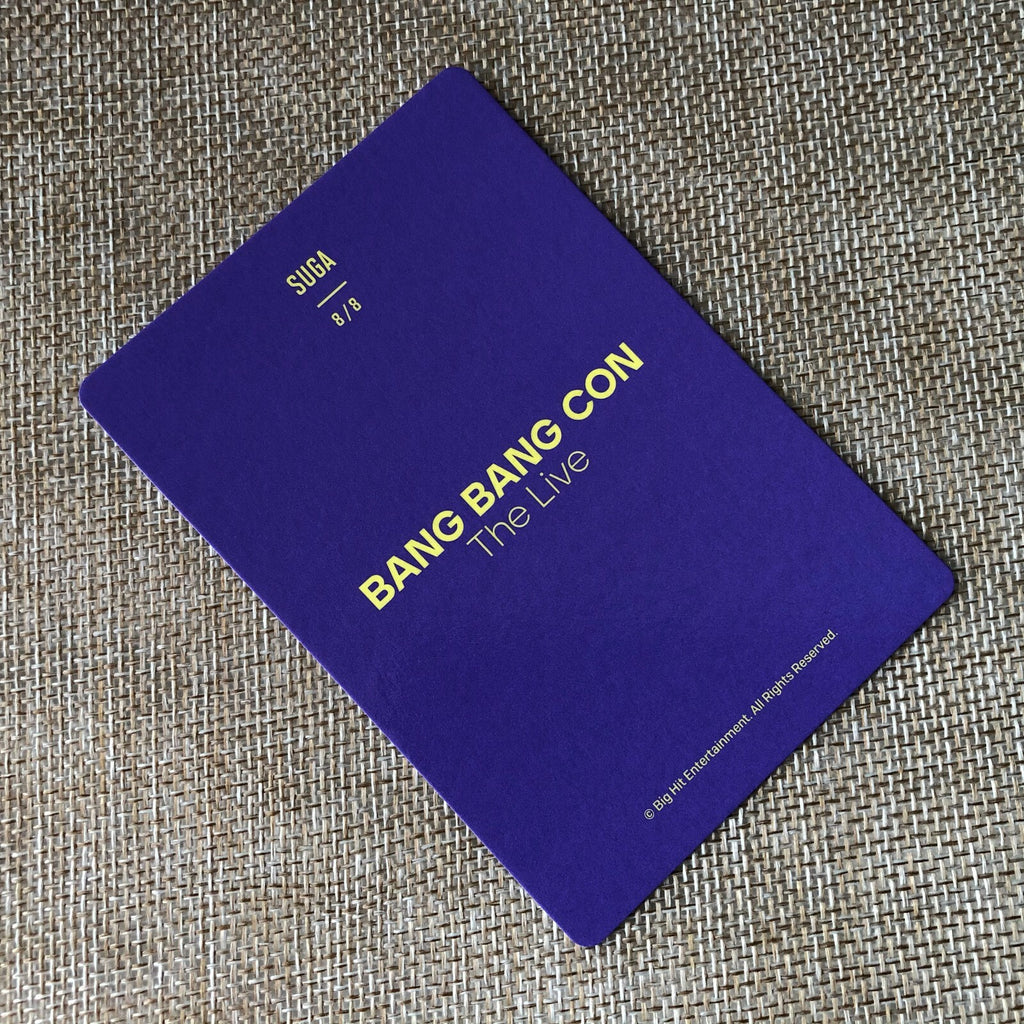 SUGA
8/8
BANG BANG CON
The Live
© Big Hit Entertainment. All Rights Reserved.